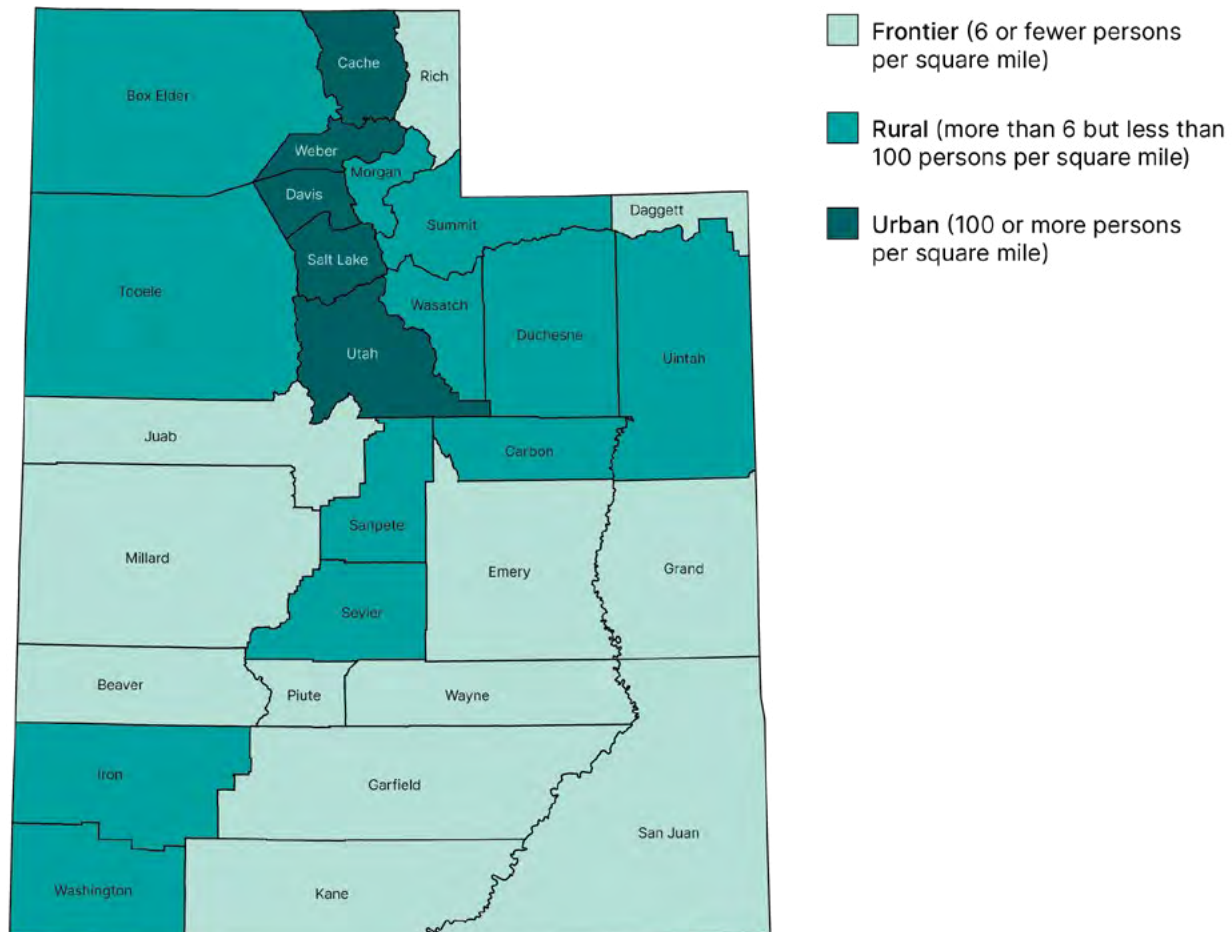 Cache
Rich
Box Elder
Weber
Morgan
Davis
Daggett
Summit
Salt Lake
Tooele
Wasatch
Duchesne
Utah
Uintah
Juab
Carbon
Sanpete
Millard
Emery
Grand
Sevier
Beaver
Piute
Wayne
Iron
Garfield
San Juan
Washington
Kane
Frontier (6 or fewer persons
per square mile)
Rural (more than 6 but less than
100 persons per square mile)
Urban (100 or more persons
per square mile)